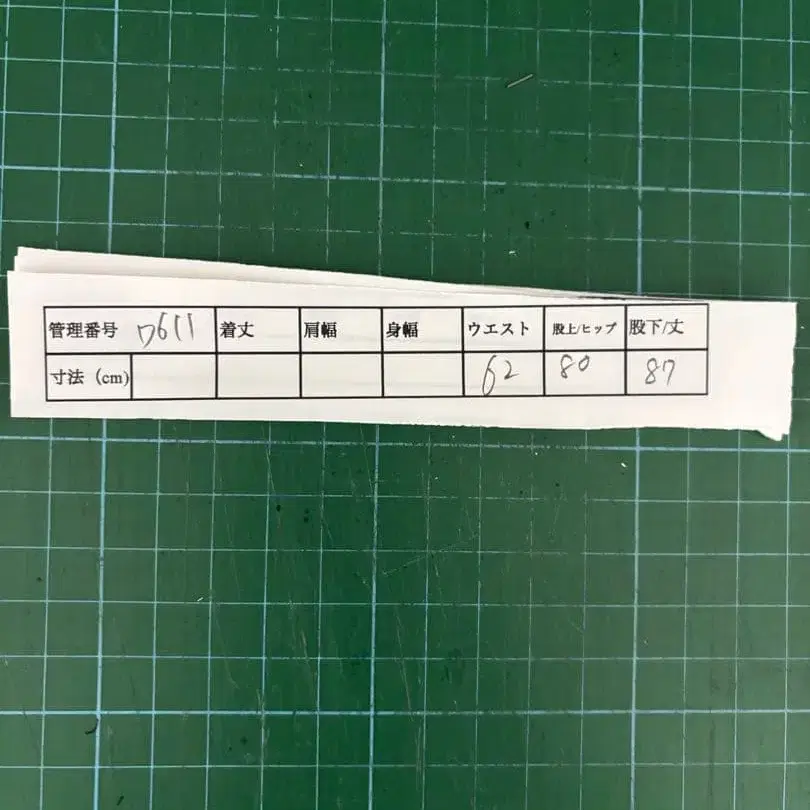 管理番号 7611 着丈 肩幅 身幅 ウエスト 股上/ヒップ 股下/丈
寸法 (cm) 62 80 87